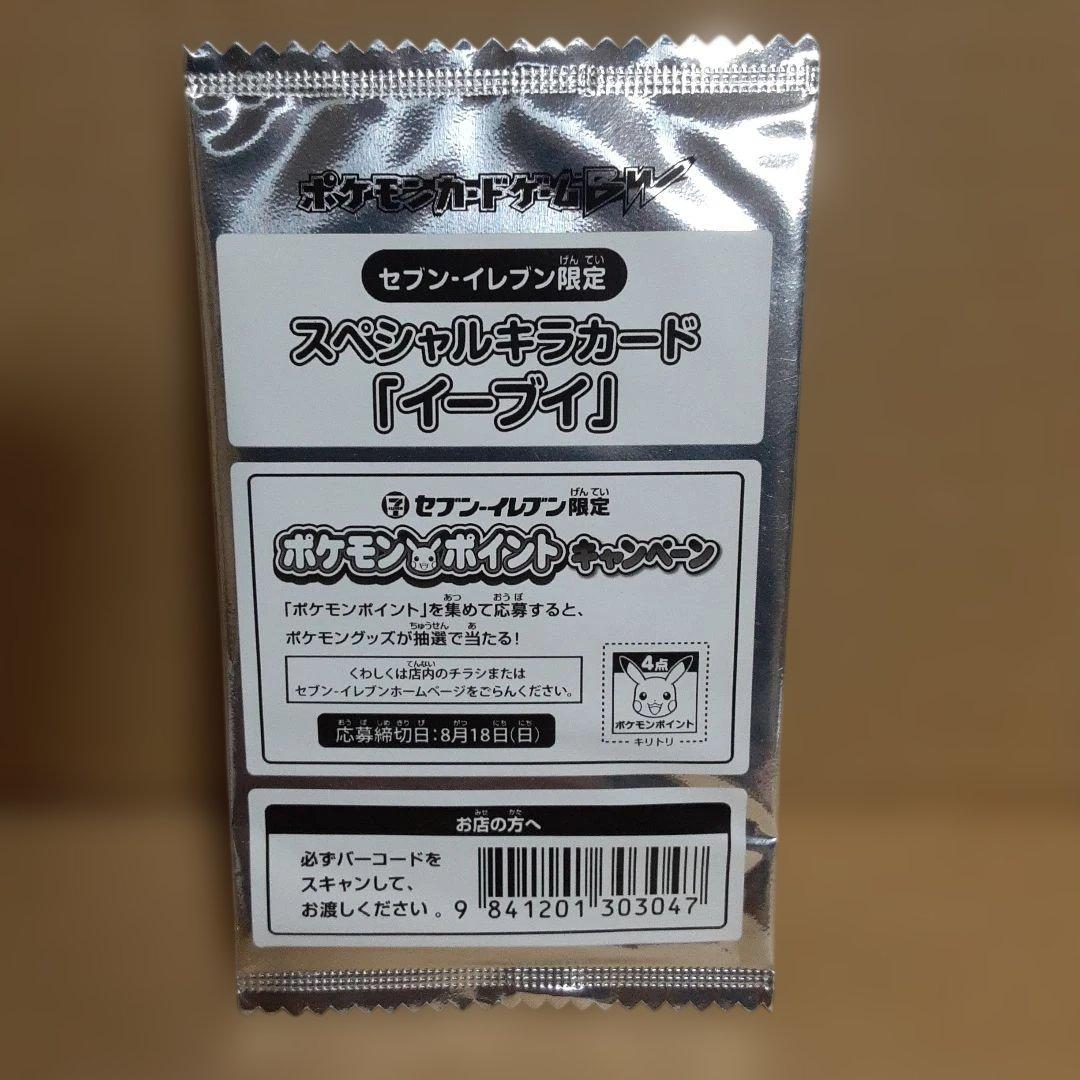 ポケモンカードゲームBW
セブン-イレブン限定
げんてい
スペシャルキラカード
「イーブイ」
セブン-イレブン限定
げんてい
ポケモンポイントキャンペーン
「ポケモンポイント」を集めて応募すると、
あつ おうぼ
ポケモングッズが抽選で当たる!
ちゅうせん あ
くわしくは店内のチラシまたは
てんない
セブン-イレブンホームページをごらんください。
応募締切日:8月18日(日)
おうぼ しめきりび がつ にちにち
4点
ポケモンポイント
キリトリ
お店の方へ
みせ かた
必ずバーコードを
スキャンして、
お渡しください。
9 841201 303047